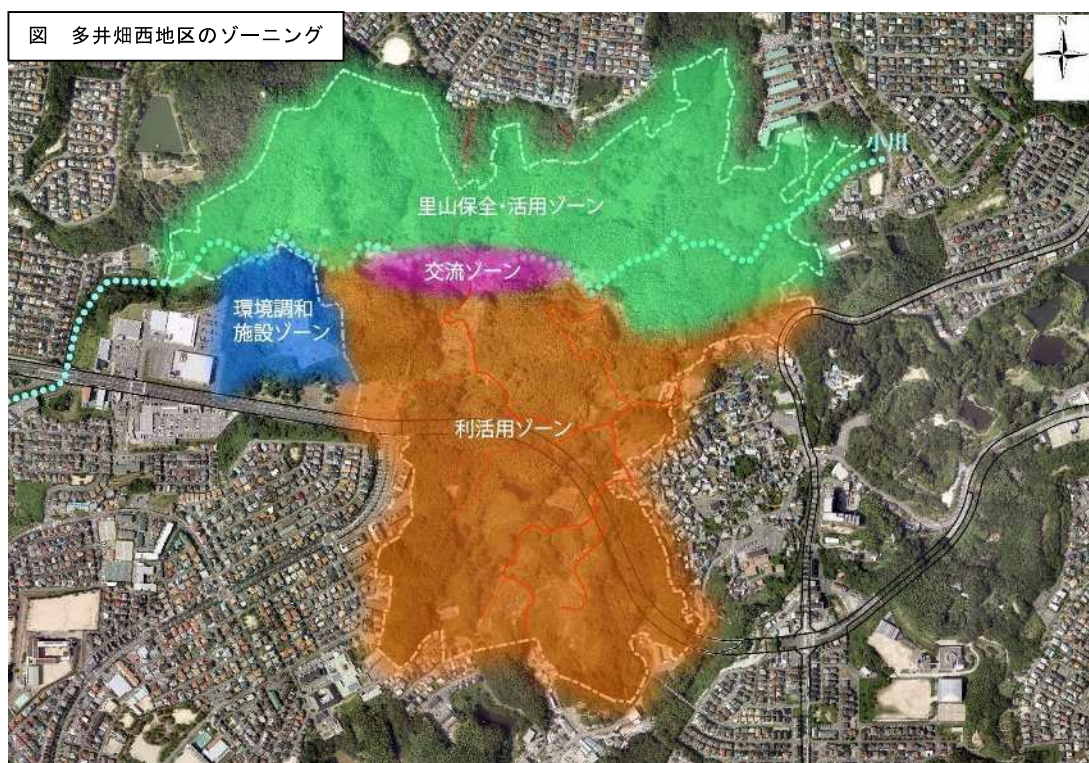 図 多井畑西地区のゾーニング
N
小川
里山保全・活用ゾーン
交流ゾーン
環境調和
施設ゾーン
利活用ゾーン